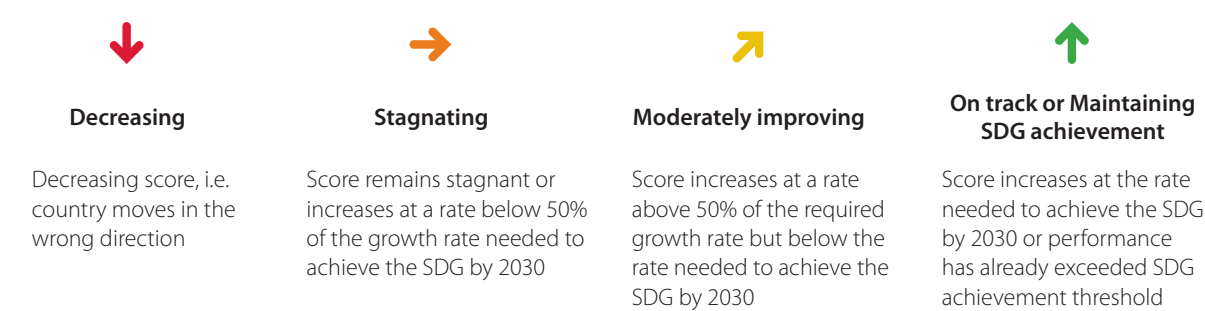 Decreasing
Decreasing score, i.e.
country moves in the
wrong direction
Stagnating
Score remains stagnant or
increases at a rate below 50%
of the growth rate needed to
achieve the SDG by 2030
Moderately improving
Score increases at a rate
above 50% of the required
growth rate but below the
rate needed to achieve the
SDG by 2030
On track or Maintaining
SDG achievement
Score increases at the rate
needed to achieve the SDG
by 2030 or performance
has already exceeded SDG
achievement threshold